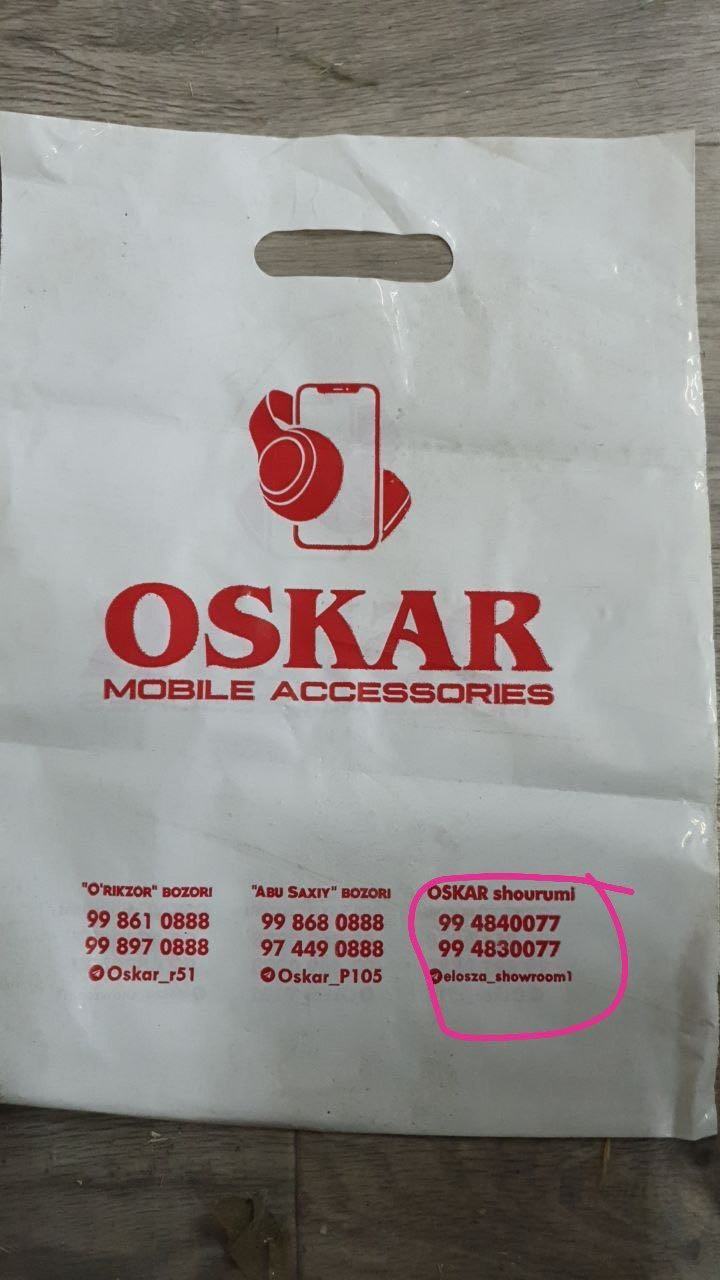 OSKAR
MOBILE ACCESSORIES
"O'RIKZOR" BOZORI
99 861 0888
99 897 0888
Oskar_r51
"ABU SAXIY" BOZORI
99 868 0888
97 449 0888
Oskar_P105
OSKAR shourumi
99 4840077
99 4830077
elosza_showroom1